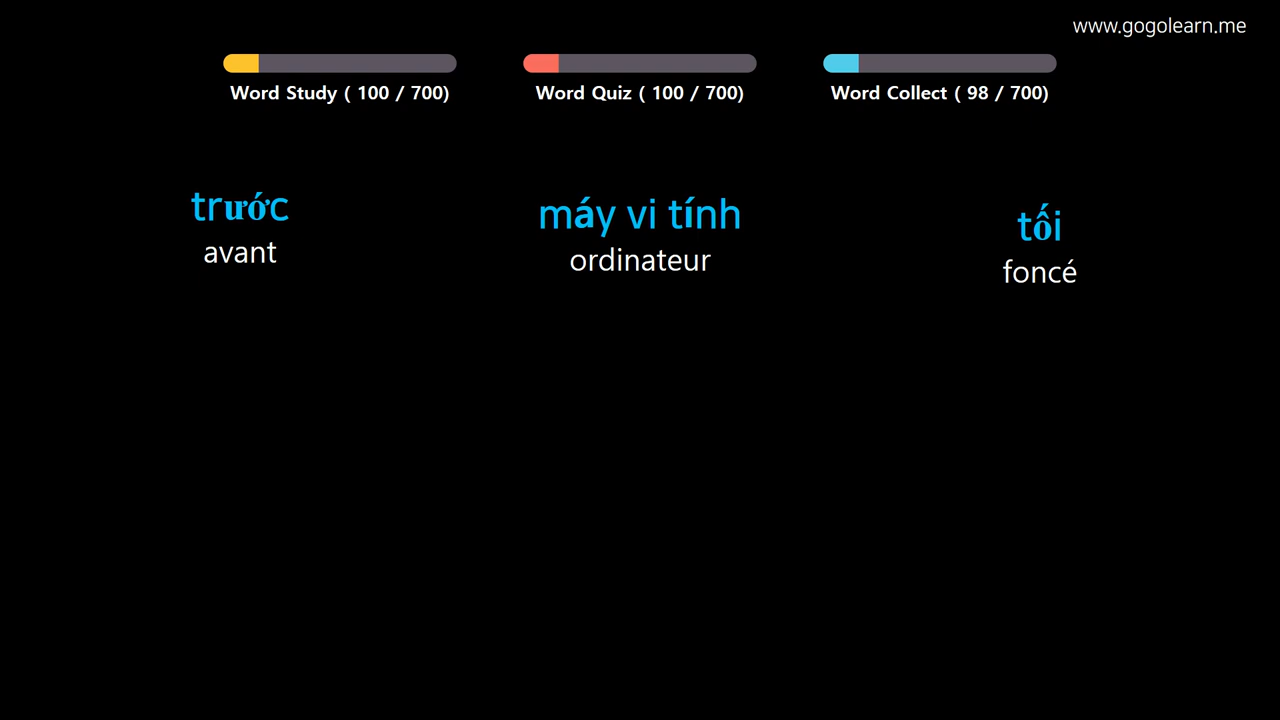 www.gogolearn.me
Word Study ( 100 / 700)
Word Quiz ( 100 / 700)
Word Collect ( 98 / 700)
trước
avant
máy vi tính
ordinateur
tối
foncé